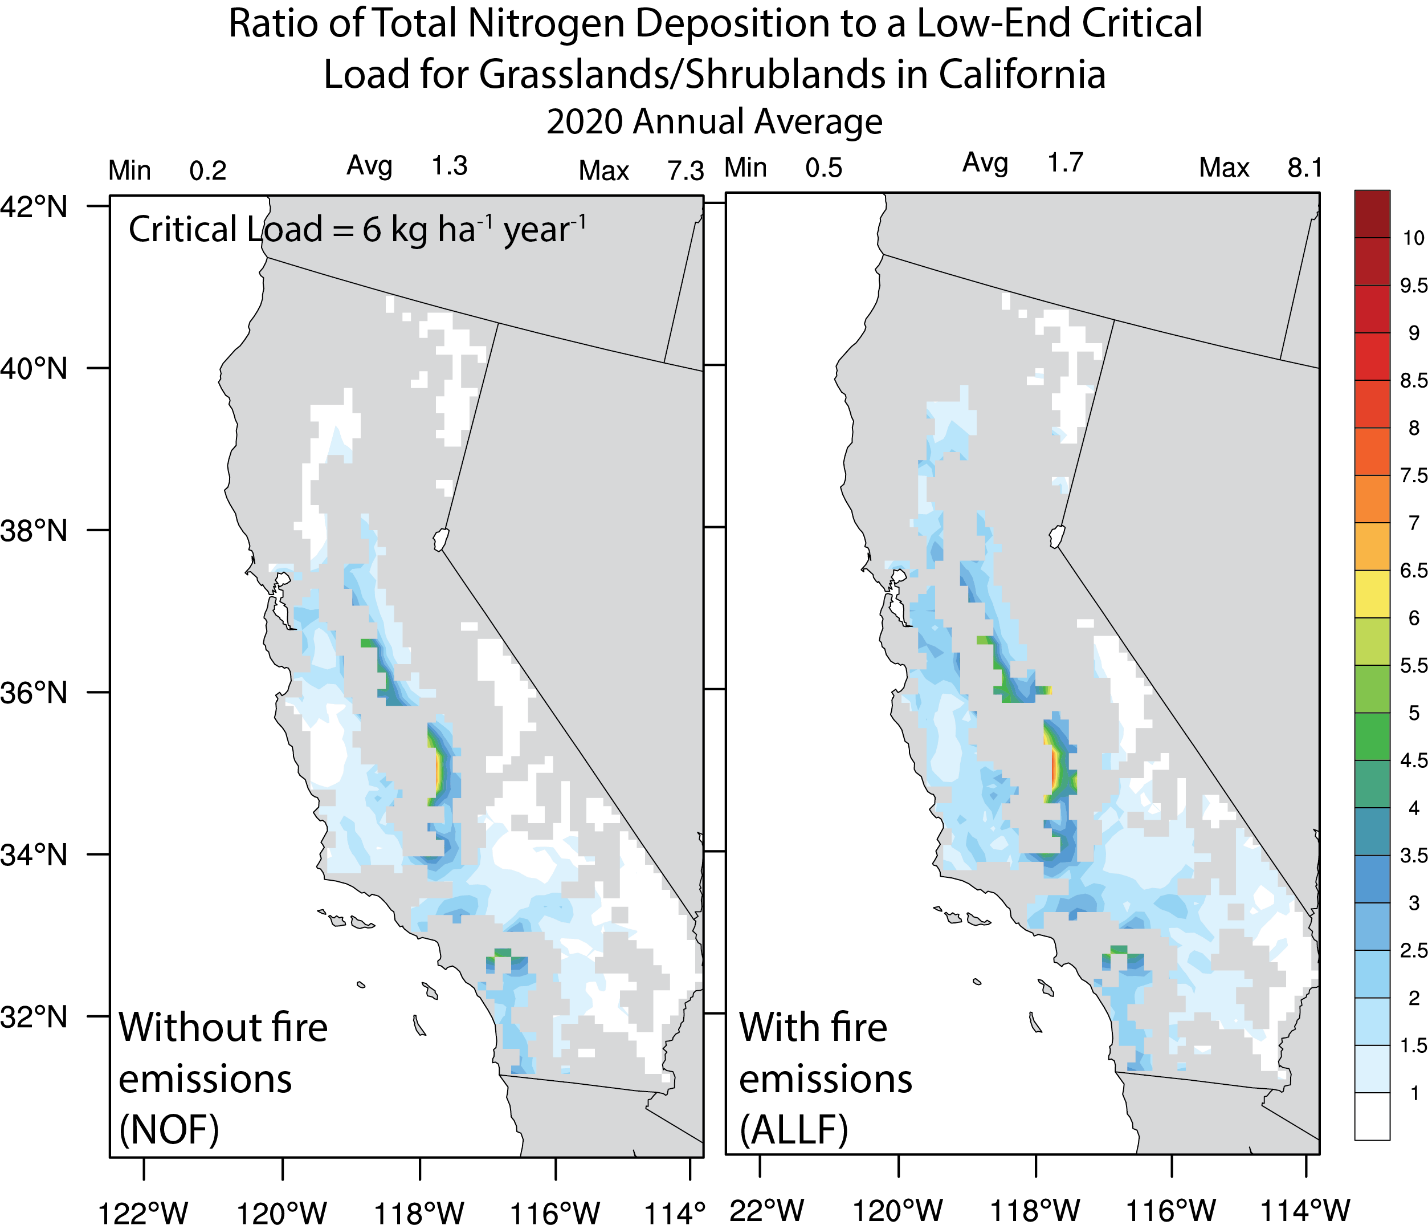 Ratio of Total Nitrogen Deposition to a Low-End Critical
Load for Grasslands/Shrublands in California
2020 Annual Average
Min 0.2 Avg 1.3 Max 7.3
Min 0.5 Avg 1.7 Max 8.1
Critical Load = 6 kg ha-1 year-1
42°N
40°N
38°N
36°N
34°N
32°N
Without fire
emissions
(NOF)
With fire
emissions
(ALLF)
122°W 120°W 118°W 116°W 114°
22°W 120°W 118°W 116°W 114°W
10
9.5
9
8.5
8
7.5
7
6.5
6
5.5
5
4.5
4
3.5
3
2.5
2
1.5
1